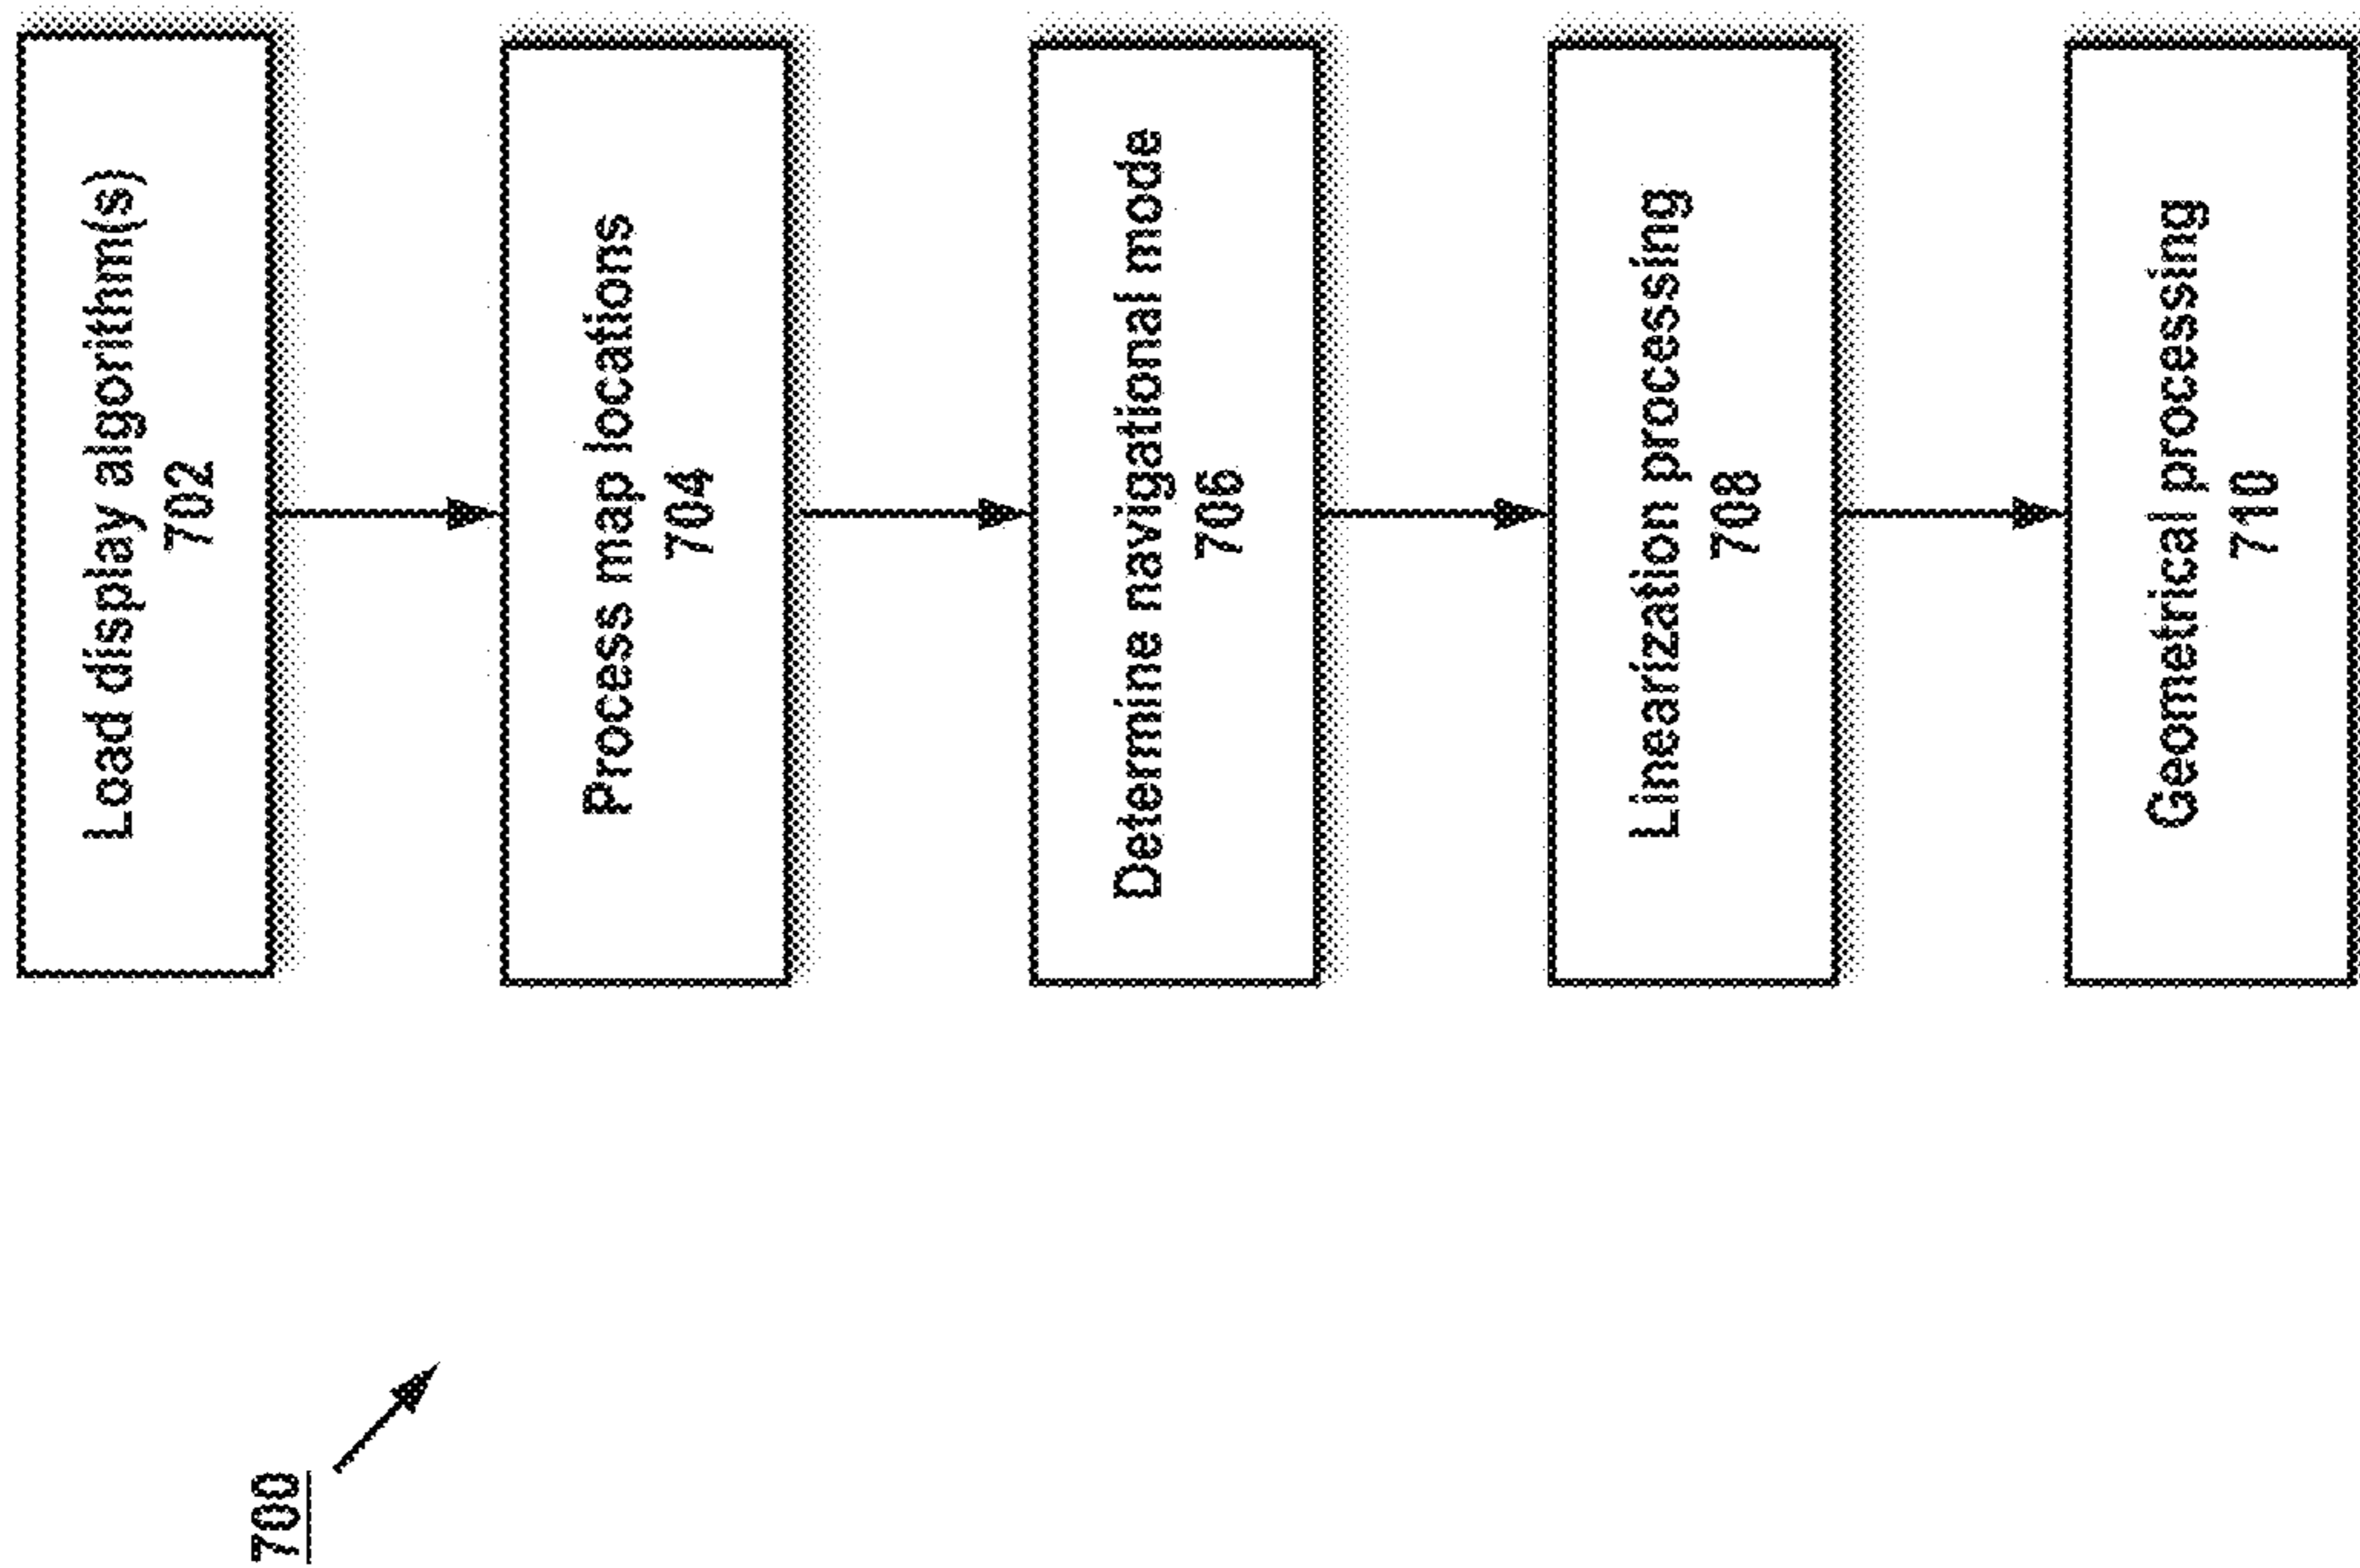 700
Load display algorithm(s)
702
Process map locations
704
Determine navigational mode
706
Linearization processing
708
Geometrical processing
710